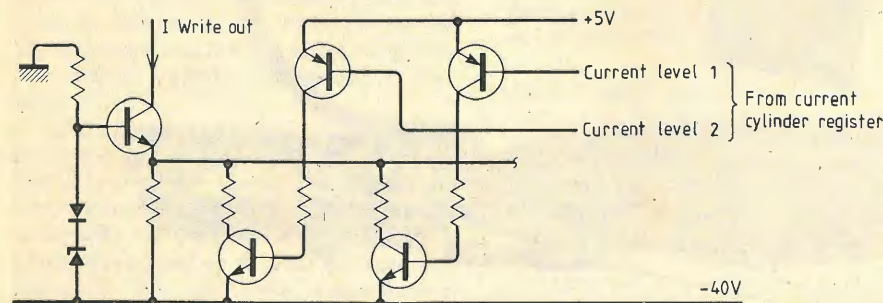 I Write out
+5V
Current level 1
Current level 2
From current
cylinder register
-40V